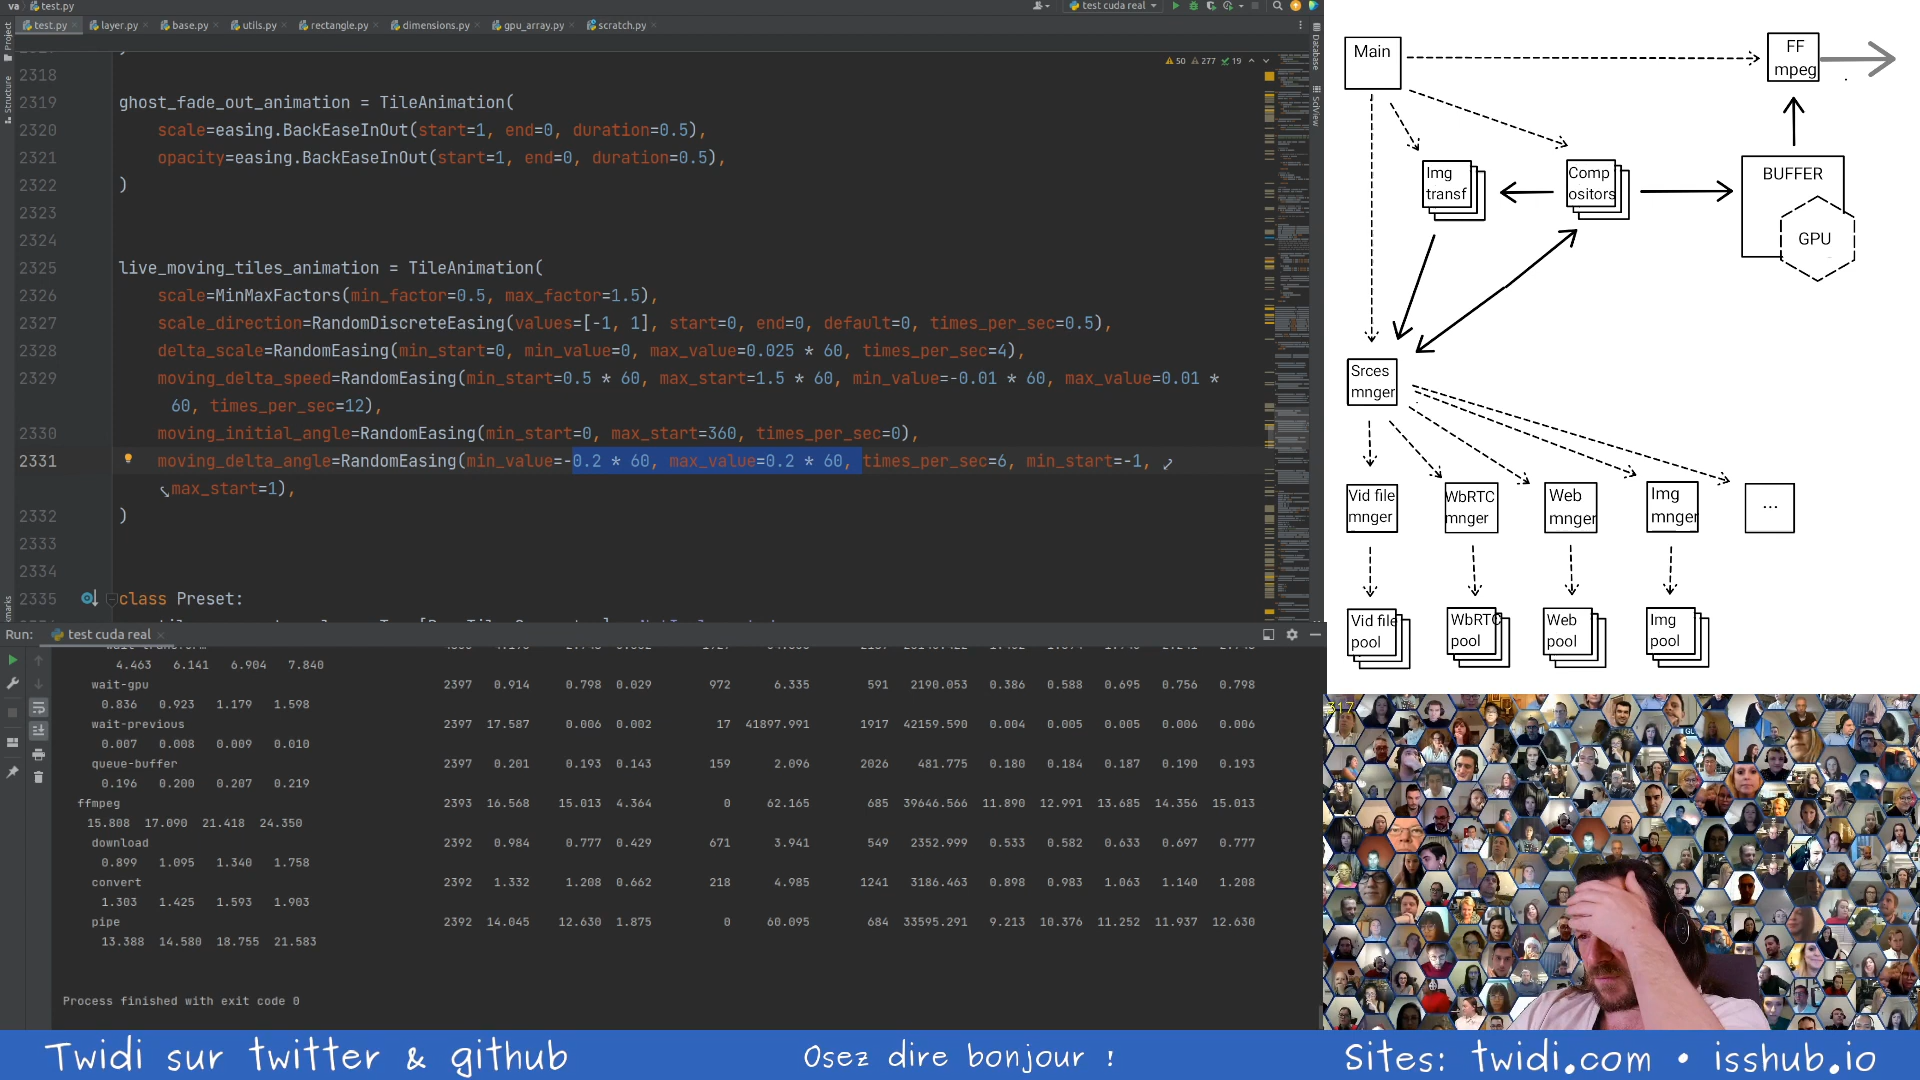 va test.py
test cuda real
test.py
layer.py
base.py
utils.py
rectangle.py
dimensions.py
gpu_array.py
scratch.py
Project
Structure
Database
SciView
50 277 19
2318
2319 ghost_fade_out_animation = TileAnimation(
2320 scale=easing.BackEaseInOut(start=1, end=0, duration=0.5),
2321 opacity=easing.BackEaseInOut(start=1, end=0, duration=0.5),
2322 )
2323
2324
2325 live_moving_tiles_animation = TileAnimation(
2326 scale=MinMaxFactors(min_factor=0.5, max_factor=1.5),
2327 scale_direction=RandomDiscreteEasing(values=[-1, 1], start=0, end=0, default=0, times_per_sec=0.5),
2328 delta_scale=RandomEasing(min_start=0, min_value=0, max_value=0.025 * 60, times_per_sec=4),
2329 moving_delta_speed=RandomEasing(min_start=0.5 * 60, max_start=1.5 * 60, min_value=-0.01 * 60, max_value=0.01 *
60, times_per_sec=12),
2330 moving_initial_angle=RandomEasing(min_start=0, max_start=360, times_per_sec=0),
2331 moving_delta_angle=RandomEasing(min_value=-0.2 * 60, max_value=0.2 * 60, times_per_sec=6, min_start=-1,
max_start=1),
2332 )
2333
2334
2335 class Preset:
Run: test cuda real
4.463 6.141 6.904 7.840
wait-gpu 2397 0.914 0.798 0.029 972 6.335 591 2190.053 0.386 0.588 0.695 0.756 0.798
0.836 0.923 1.179 1.598
wait-previous 2397 17.587 0.006 0.002 17 41897.991 1917 42159.590 0.004 0.005 0.005 0.006 0.006
0.007 0.008 0.009 0.010
queue-buffer 2397 0.201 0.193 0.143 159 2.096 2026 481.775 0.180 0.184 0.187 0.190 0.193
0.196 0.200 0.207 0.219
ffmpeg 2393 16.568 15.013 4.364 0 62.165 685 39646.566 11.890 12.991 13.685 14.356 15.013
15.808 17.090 21.418 24.350
download 2392 0.984 0.777 0.429 671 3.941 549 2352.999 0.533 0.582 0.633 0.697 0.777
0.899 1.095 1.340 1.758
convert 2392 1.332 1.208 0.662 218 4.985 1241 3186.463 0.898 0.983 1.063 1.140 1.208
1.303 1.425 1.593 1.903
pipe 2392 14.045 12.630 1.875 0 60.095 684 33595.291 9.213 10.376 11.252 11.937 12.630
13.388 14.580 18.755 21.583
Process finished with exit code 0
Main
FF
mpeg
Img
transf
Comp
ositors
BUFFER
GPU
Srces
mnger
Vid file
mnger
WbRTC
mnger
Web
mnger
Img
mnger
...
Vid file
pool
WbRTC
pool
Web
pool
Img
pool
317
Twidi sur twitter & github
Osez dire bonjour !
Sites: twidi.com • isshub.io